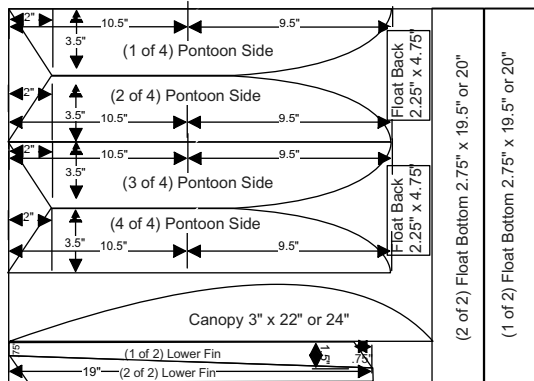 2"
10.5"
9.5"
3.5"
(1 of 4) Pontoon Side
2"
(2 of 4) Pontoon Side
3.5"
10.5"
9.5"
Float Back
2.25" x 4.75"
2"
10.5"
9.5"
3.5"
(3 of 4) Pontoon Side
2"
(4 of 4) Pontoon Side
3.5"
10.5"
9.5"
Float Back
2.25" x 4.75"
Canopy 3" x 22" or 24"
.75"
(1 of 2) Lower Fin
1.5"
.75"
19"
(2 of 2) Lower Fin
(2 of 2) Float Bottom 2.75" x 19.5" or 20"
(1 of 2) Float Bottom 2.75" x 19.5" or 20"